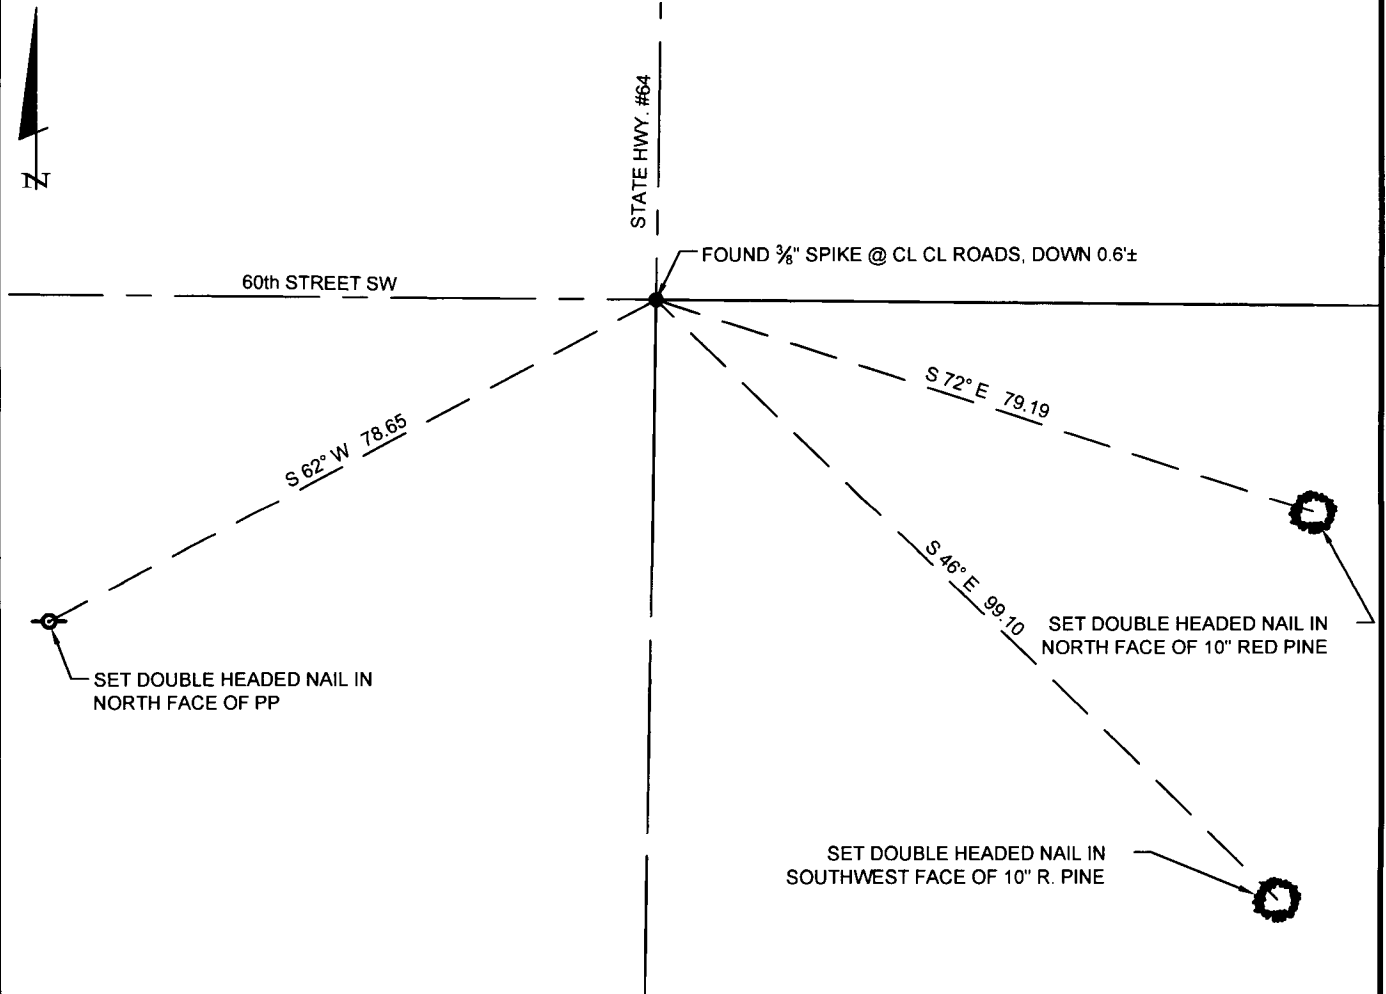 N
STATE HWY. #64
FOUND ⅜" SPIKE @ CL CL ROADS, DOWN 0.6'±
60th STREET SW
S 72° E 79.19
S 62° W 78.65
S 46° E 99.10
SET DOUBLE HEADED NAIL IN
NORTH FACE OF 10" RED PINE
SET DOUBLE HEADED NAIL IN
NORTH FACE OF PP
SET DOUBLE HEADED NAIL IN
SOUTHWEST FACE OF 10" R. PINE